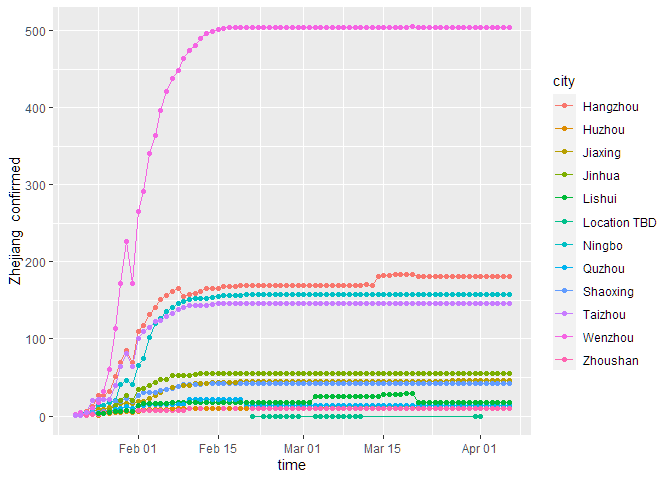 500
400
300
200
100
0
Zhejiang confirmed
Feb 01
Feb 15
Mar 01
Mar 15
Apr 01
time
city
Hangzhou
Huzhou
Jiaxing
Jinhua
Lishui
Location TBD
Ningbo
Quzhou
Shaoxing
Taizhou
Wenzhou
Zhoushan